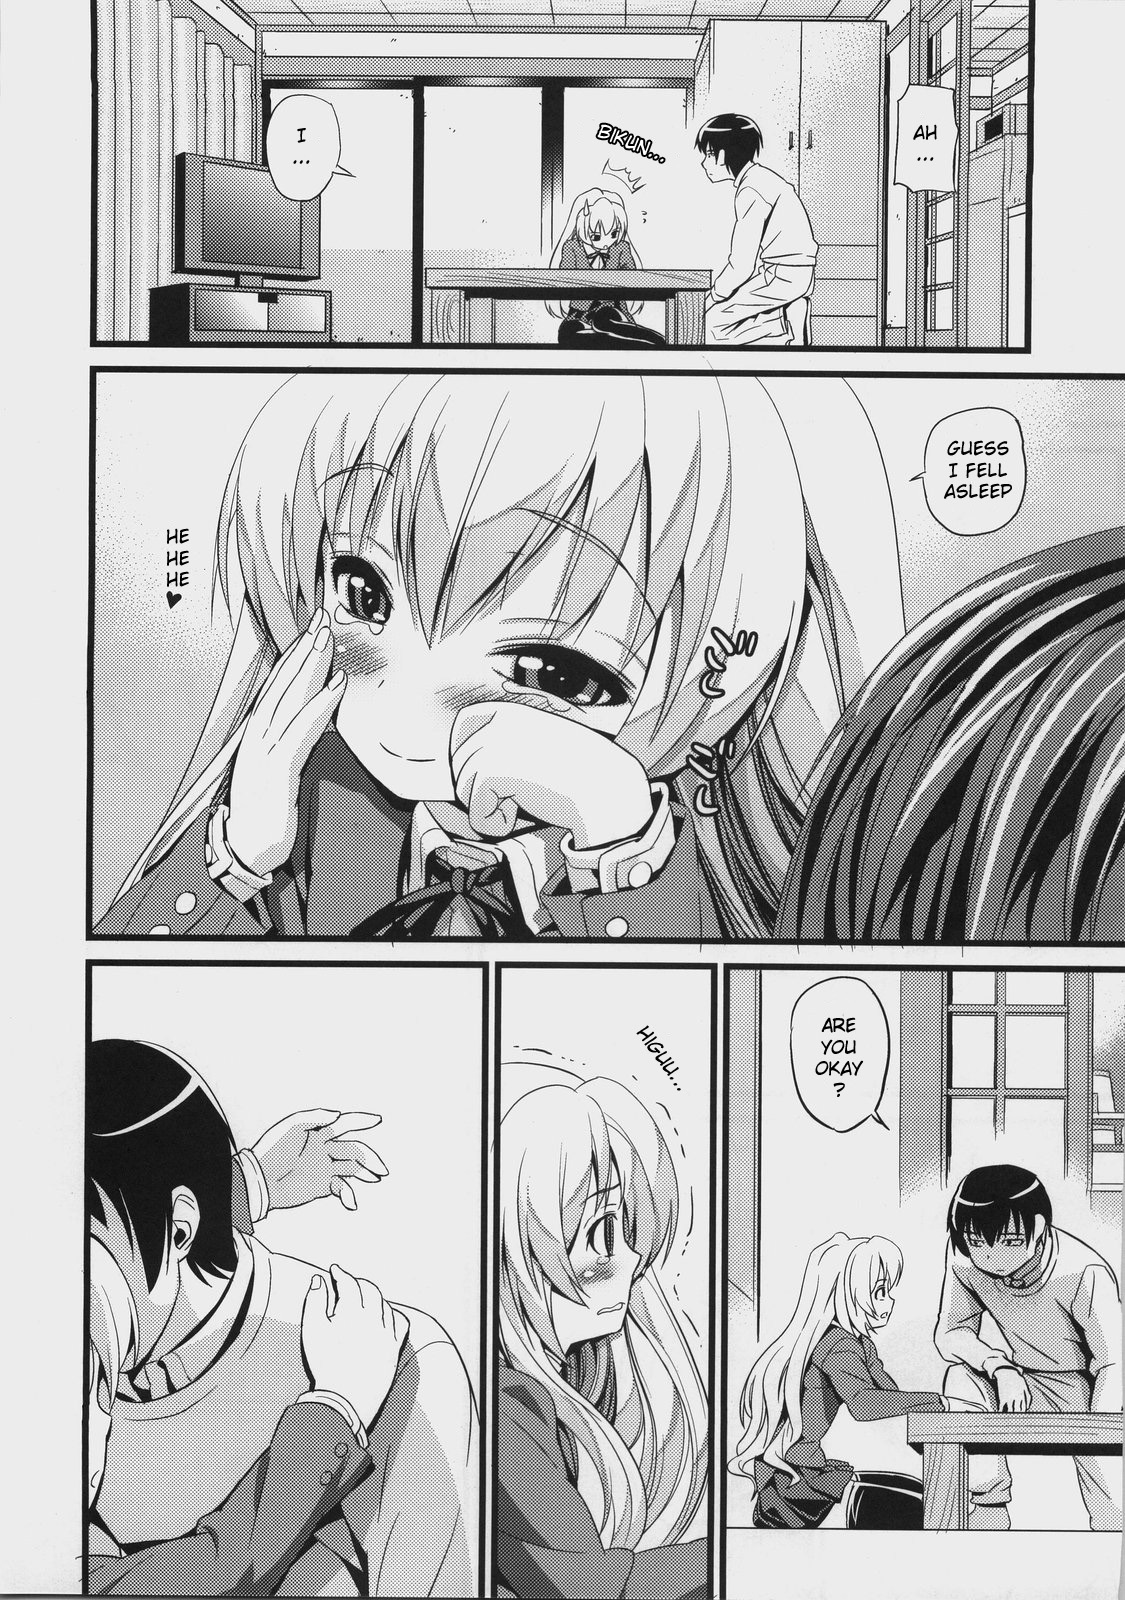 AH
...
BIKUN...
I
...
GUESS
I FELL
ASLEEP
HE
HE
HE
♥
ARE
YOU
OKAY
?
HIGUU...